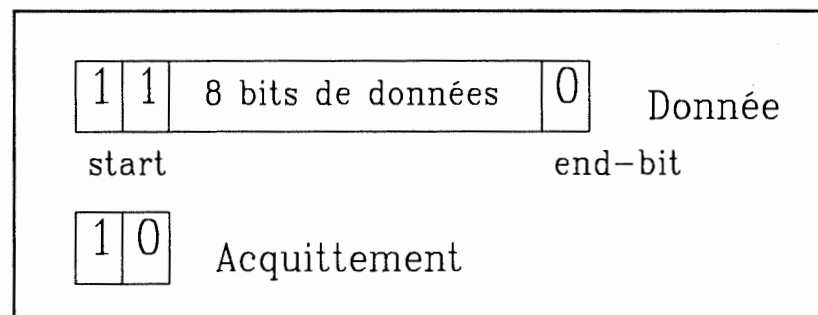 1 1 8 bits de données 0 Donnée
start end-bit
1 0 Acquittement